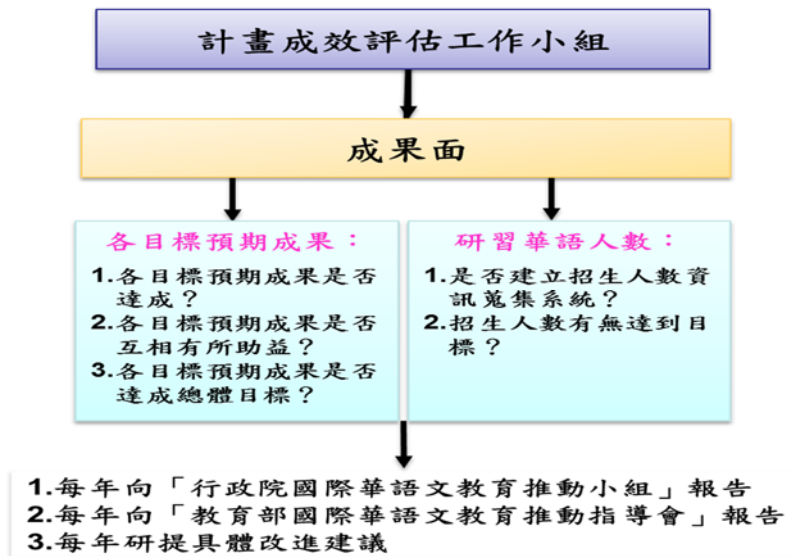 計畫成效評估工作小組
成果面
各目標預期成果：
1.各目標預期成果是否
達成？
2.各目標預期成果是否
互相有所助益？
3.各目標預期成果是否
達成總體目標？
研習華語人數：
1.是否建立招生人數資
訊蒐集系統？
2.招生人數有無達到目
標？
1.每年向「行政院國際華語文教育推動小組」報告
2.每年向「教育部國際華語文教育推動指導會」報告
3.每年研提具體改進建議